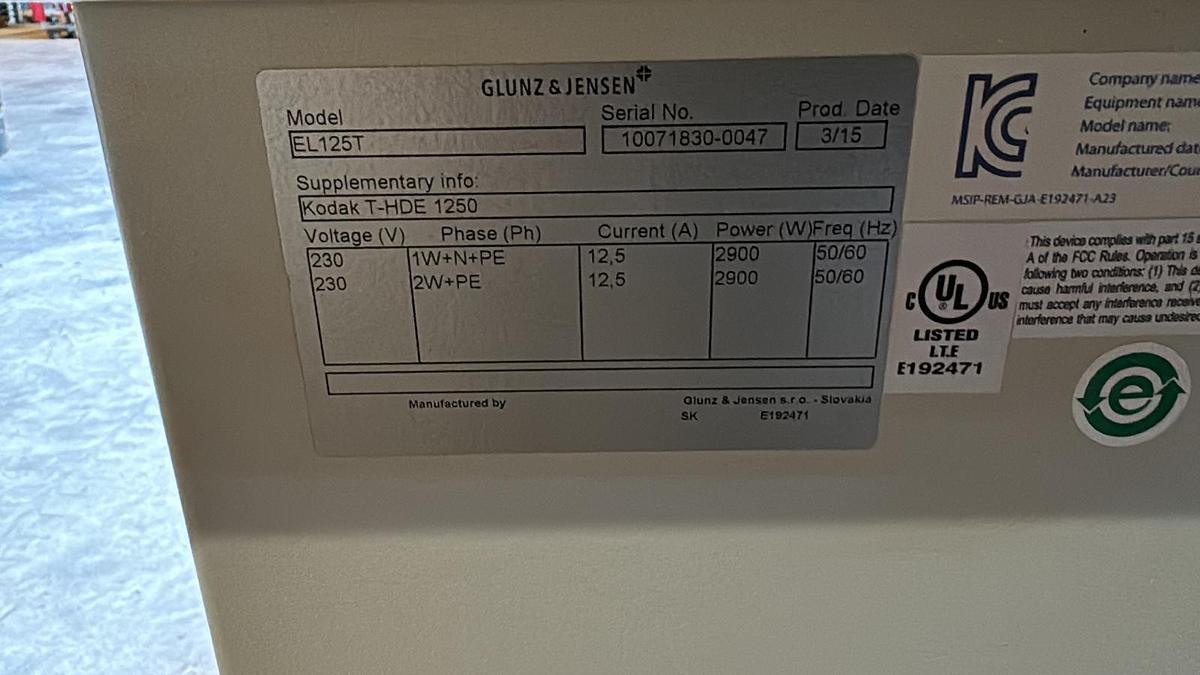 GLUNZ & JENSEN
Model
Serial No.
Prod. Date
EL125T
10071830-0047
3/15
Supplementary info:
Kodak T-HDE 1250
Voltage (V) Phase (Ph) Current (A) Power (W) Freq (Hz)
230 1W+N+PE 12,5 2900 50/60
230 2W+PE 12,5 2900 50/60
Manufactured by
Glunz & Jensen s.r.o. - Slovakia
SK E192471
Company name
Equipment name
Model name:
Manufactured
Manufacturer/
MSIP-REM-GJA-E192471-A23
This device complies with part 15
A of the FCC Rules. Operation is
following two conditions: (1) This
cause harmful interference, and (2)
must accept any interference
interference that may cause
C UL ® US
LISTED
I.T.E
E192471
e